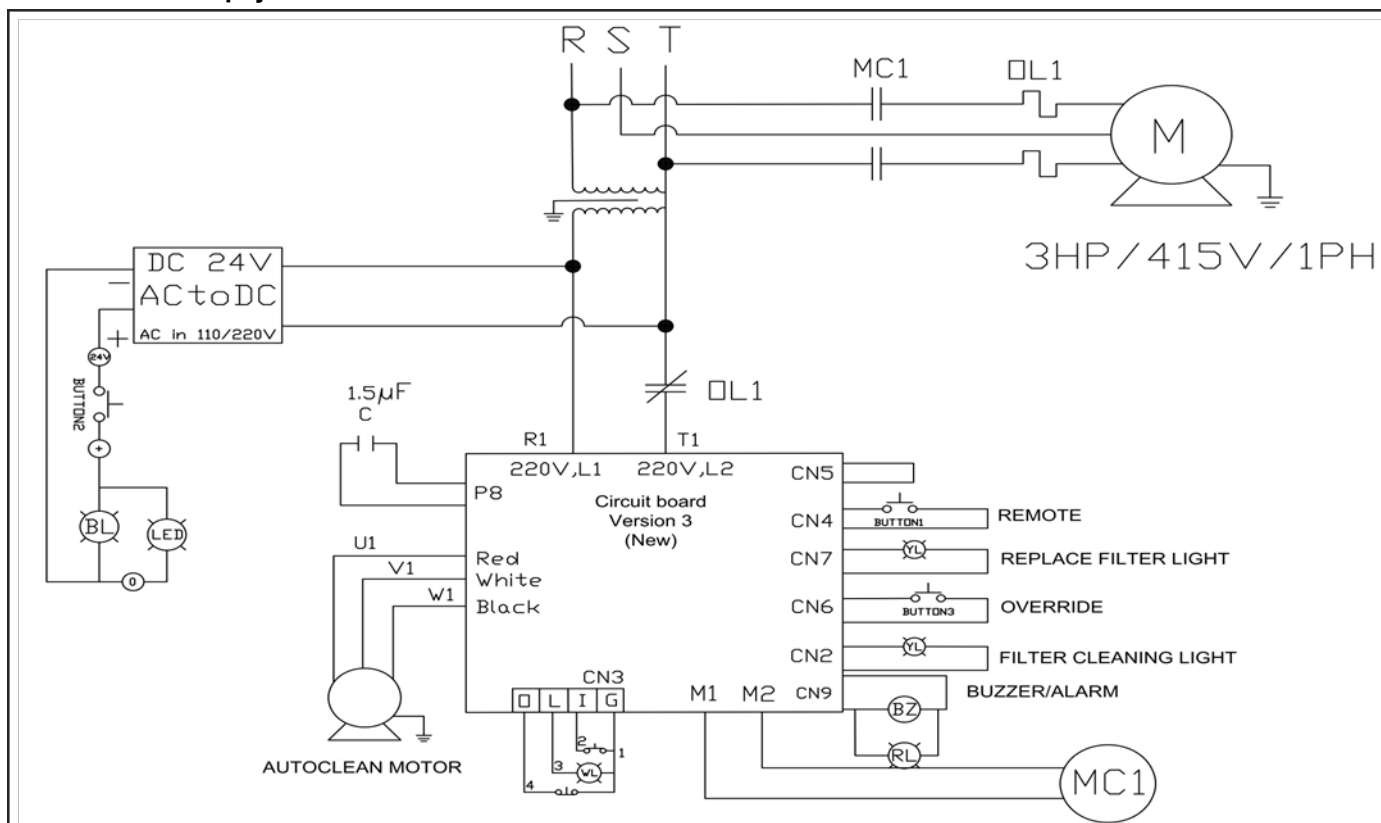 R S T
MC1
OL1
M
3HP/415V/1PH
DC 24V
−
ACtoDC
AC in 110/220V
+
24V
BUTTON2
+
BL
LED
0
OL1
1.5µF
C
R1
T1
220V,L1
220V,L2
P8
Circuit board
Version 3
(New)
CN5
CN4
BUTTON1
REMOTE
CN7
YL
REPLACE FILTER LIGHT
CN6
BUTTON3
OVERRIDE
CN2
YL
FILTER CLEANING LIGHT
CN9
BUZZER/ALARM
BZ
RL
U1
Red
V1
White
W1
Black
AUTOCLEAN MOTOR
CN3
O L I G
2
1
3
WL
4
M1
M2
MC1